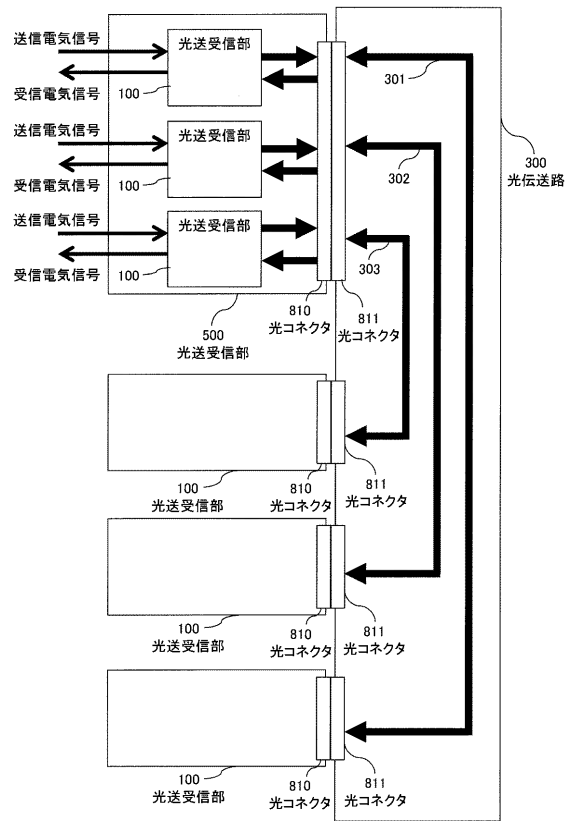 送信電気信号
光送受信部
受信電気信号
100
301
送信電気信号
光送受信部
受信電気信号
100
302
300
光伝送路
送信電気信号
光送受信部
受信電気信号
100
303
500
光送受信部
810
光コネクタ
811
光コネクタ
100
光送受信部
810
光コネクタ
811
光コネクタ
100
光送受信部
810
光コネクタ
811
光コネクタ
100
光送受信部
810
光コネクタ
811
光コネクタ